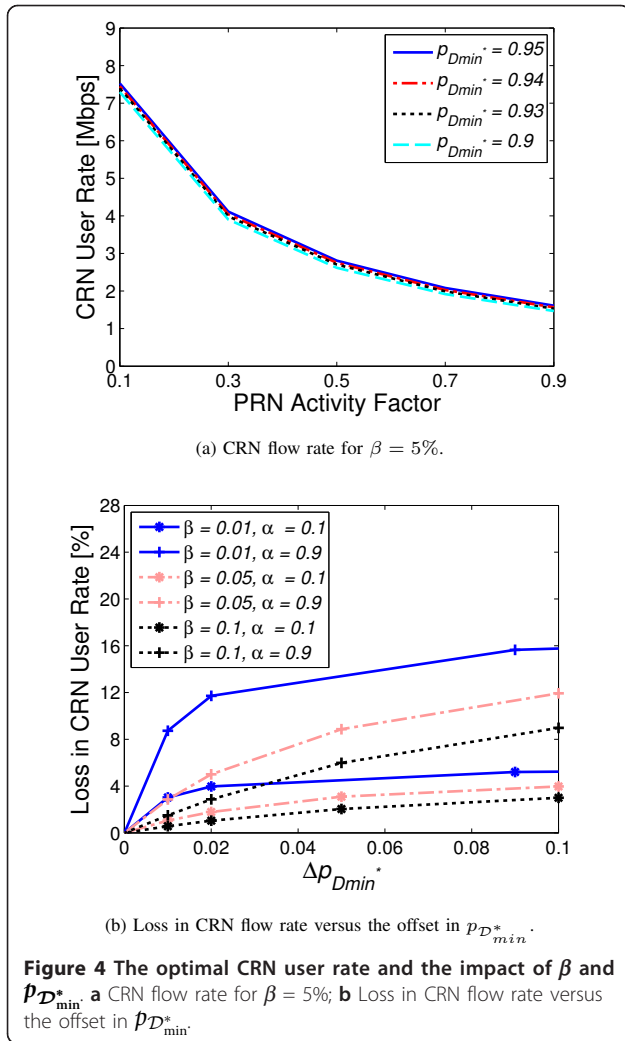 9
8
7
6
5
4
3
2
1
0
CRN User Rate [Mbps]
p_Dmin* = 0.95
p_Dmin* = 0.94
p_Dmin* = 0.93
p_Dmin* = 0.9
0.1 0.3 0.5 0.7 0.9
PRN Activity Factor
(a) CRN flow rate for β = 5%.
28
24
20
16
12
8
4
0
Loss in CRN User Rate [%]
β = 0.01, α = 0.1
β = 0.01, α = 0.9
β = 0.05, α = 0.1
β = 0.05, α = 0.9
β = 0.1, α = 0.1
β = 0.1, α = 0.9
0 0.02 0.04 0.06 0.08 0.1
Δp_Dmin*
(b) Loss in CRN flow rate versus the offset in p_D*min.
Figure 4 The optimal CRN user rate and the impact of β and
p_D*min. a CRN flow rate for β = 5%; b Loss in CRN flow rate versus
the offset in p_D*min.